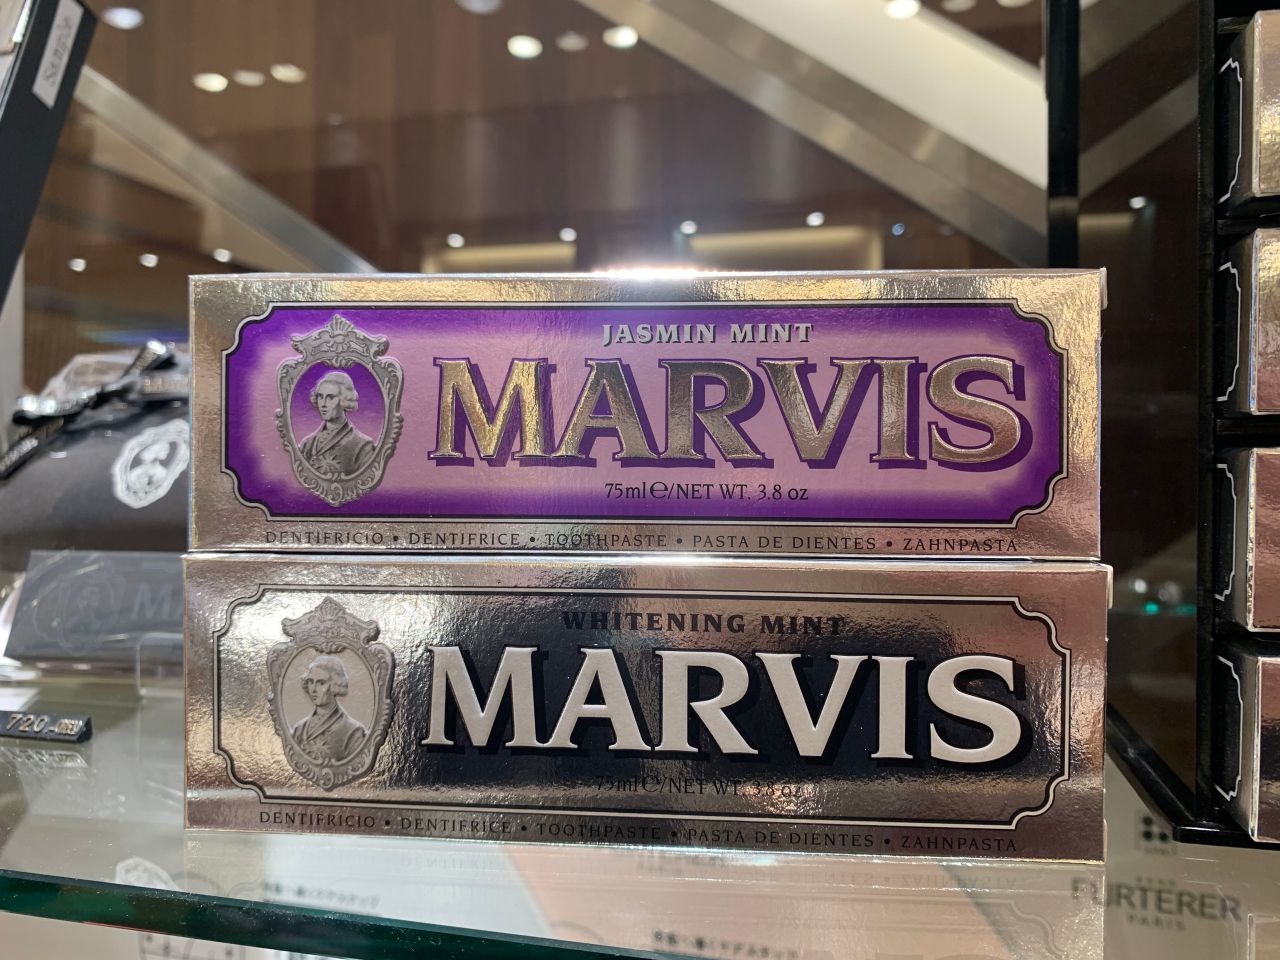 JASMIN MINT
MARVIS
75ml ℮/NET WT. 3.8 oz
DENTIFRICIO • DENTIFRICE • TOOTHPASTE • PASTA DE DIENTES • ZAHNPASTA
WHITENING MINT
MARVIS
75ml ℮/NET WT. 3.8 oz
DENTIFRICIO • DENTIFRICE • TOOTHPASTE • PASTA DE DIENTES • ZAHNPASTA
720
FURTERER
PARIS